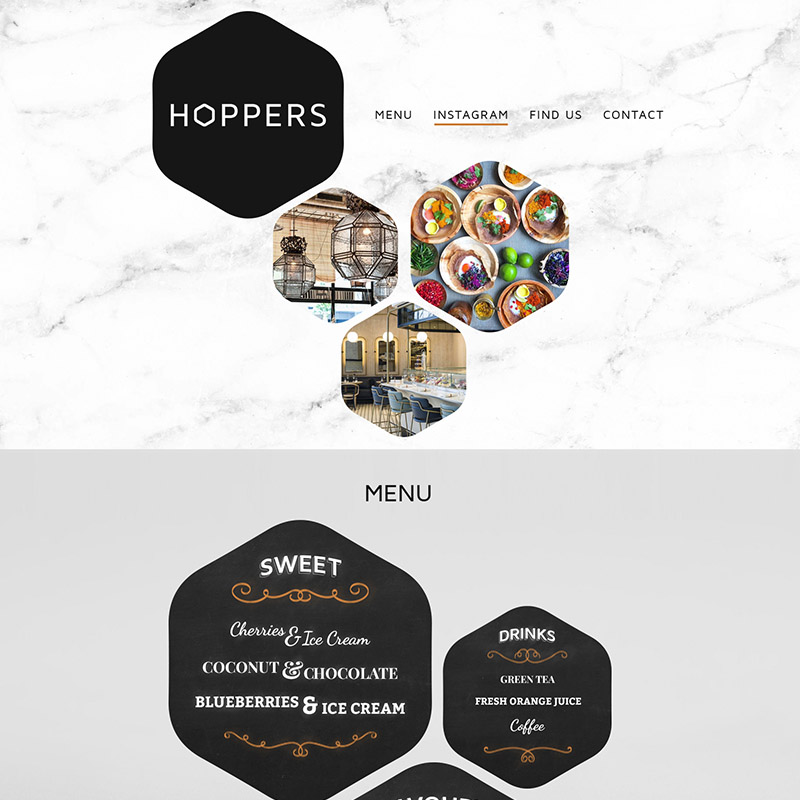 HOPPERS
MENU INSTAGRAM FIND US CONTACT
MENU
SWEET
Cherries & Ice Cream
COCONUT & CHOCOLATE
BLUEBERRIES & ICE CREAM
DRINKS
GREEN TEA
FRESH ORANGE JUICE
Coffee